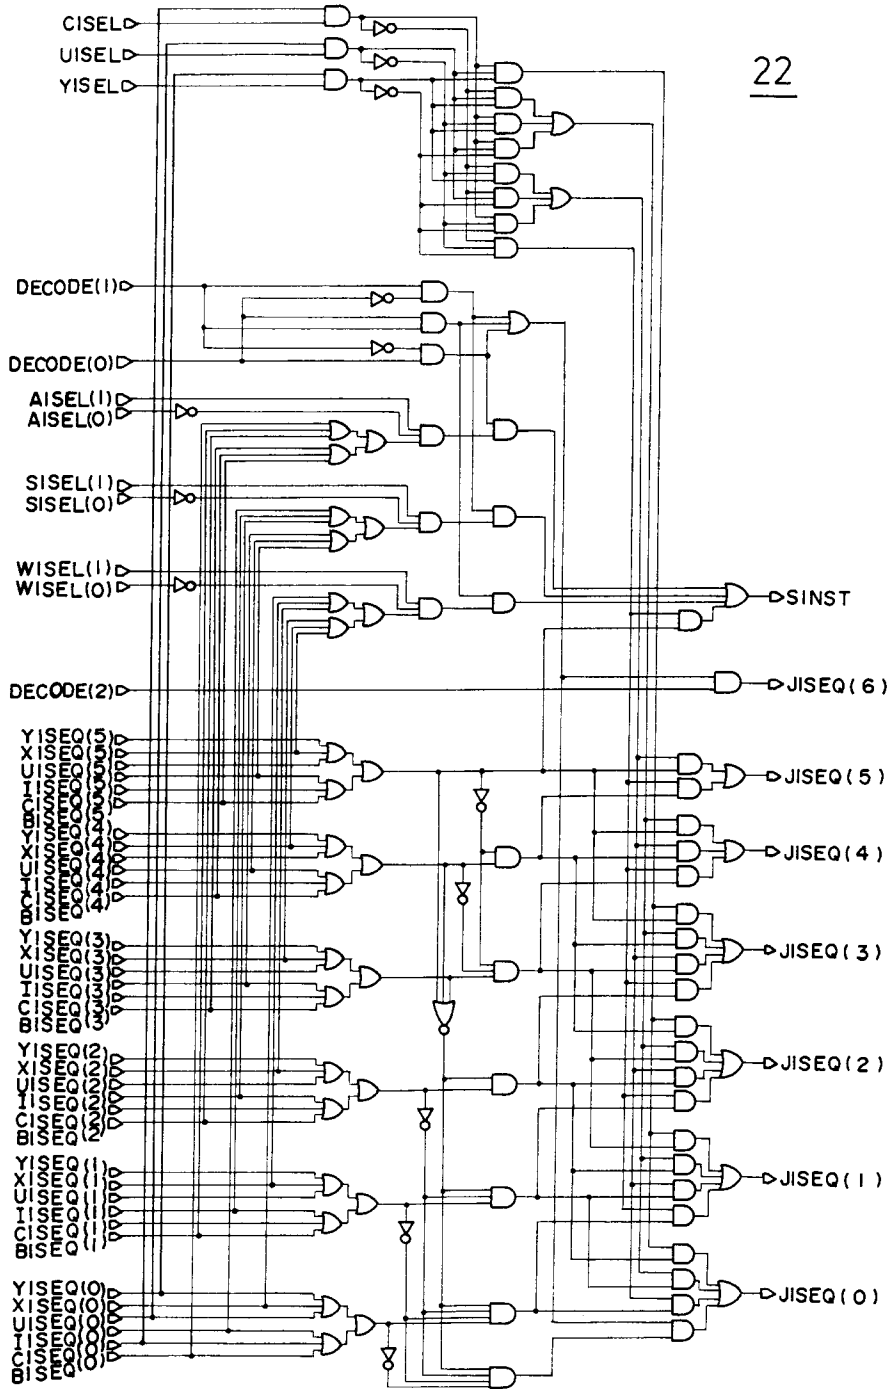 22
CISEL
UISEL
YISEL
DECODE(1)
DECODE(0)
AISEL(1)
AISEL(0)
SISEL(1)
SISEL(0)
WISEL(1)
WISEL(0)
SINST
DECODE(2)
JISEQ(6)
YISEQ(5)
XISEQ(5)
UISEQ(5)
IISEQ(5)
CISEQ(5)
BISEQ(5)
JISEQ(5)
YISEQ(4)
XISEQ(4)
UISEQ(4)
IISEQ(4)
CISEQ(4)
BISEQ(4)
JISEQ(4)
YISEQ(3)
XISEQ(3)
UISEQ(3)
IISEQ(3)
CISEQ(3)
BISEQ(3)
JISEQ(3)
YISEQ(2)
XISEQ(2)
UISEQ(2)
IISEQ(2)
CISEQ(2)
BISEQ(2)
JISEQ(2)
YISEQ(1)
XISEQ(1)
UISEQ(1)
IISEQ(1)
CISEQ(1)
BISEQ(1)
JISEQ(1)
YISEQ(0)
XISEQ(0)
UISEQ(0)
IISEQ(0)
CISEQ(0)
BISEQ(0)
JISEQ(0)